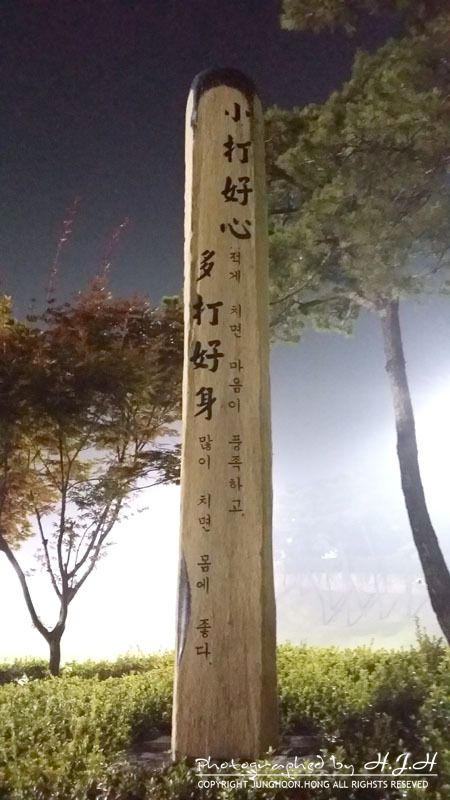 小打好心
적게 치면 마음이 풍족하고,
多打好身
많이 치면 몸에 좋다.
Photographed by H.J.H
COPYRIGHT JUNGHOON.HONG ALL RIGHSTS RESEVED